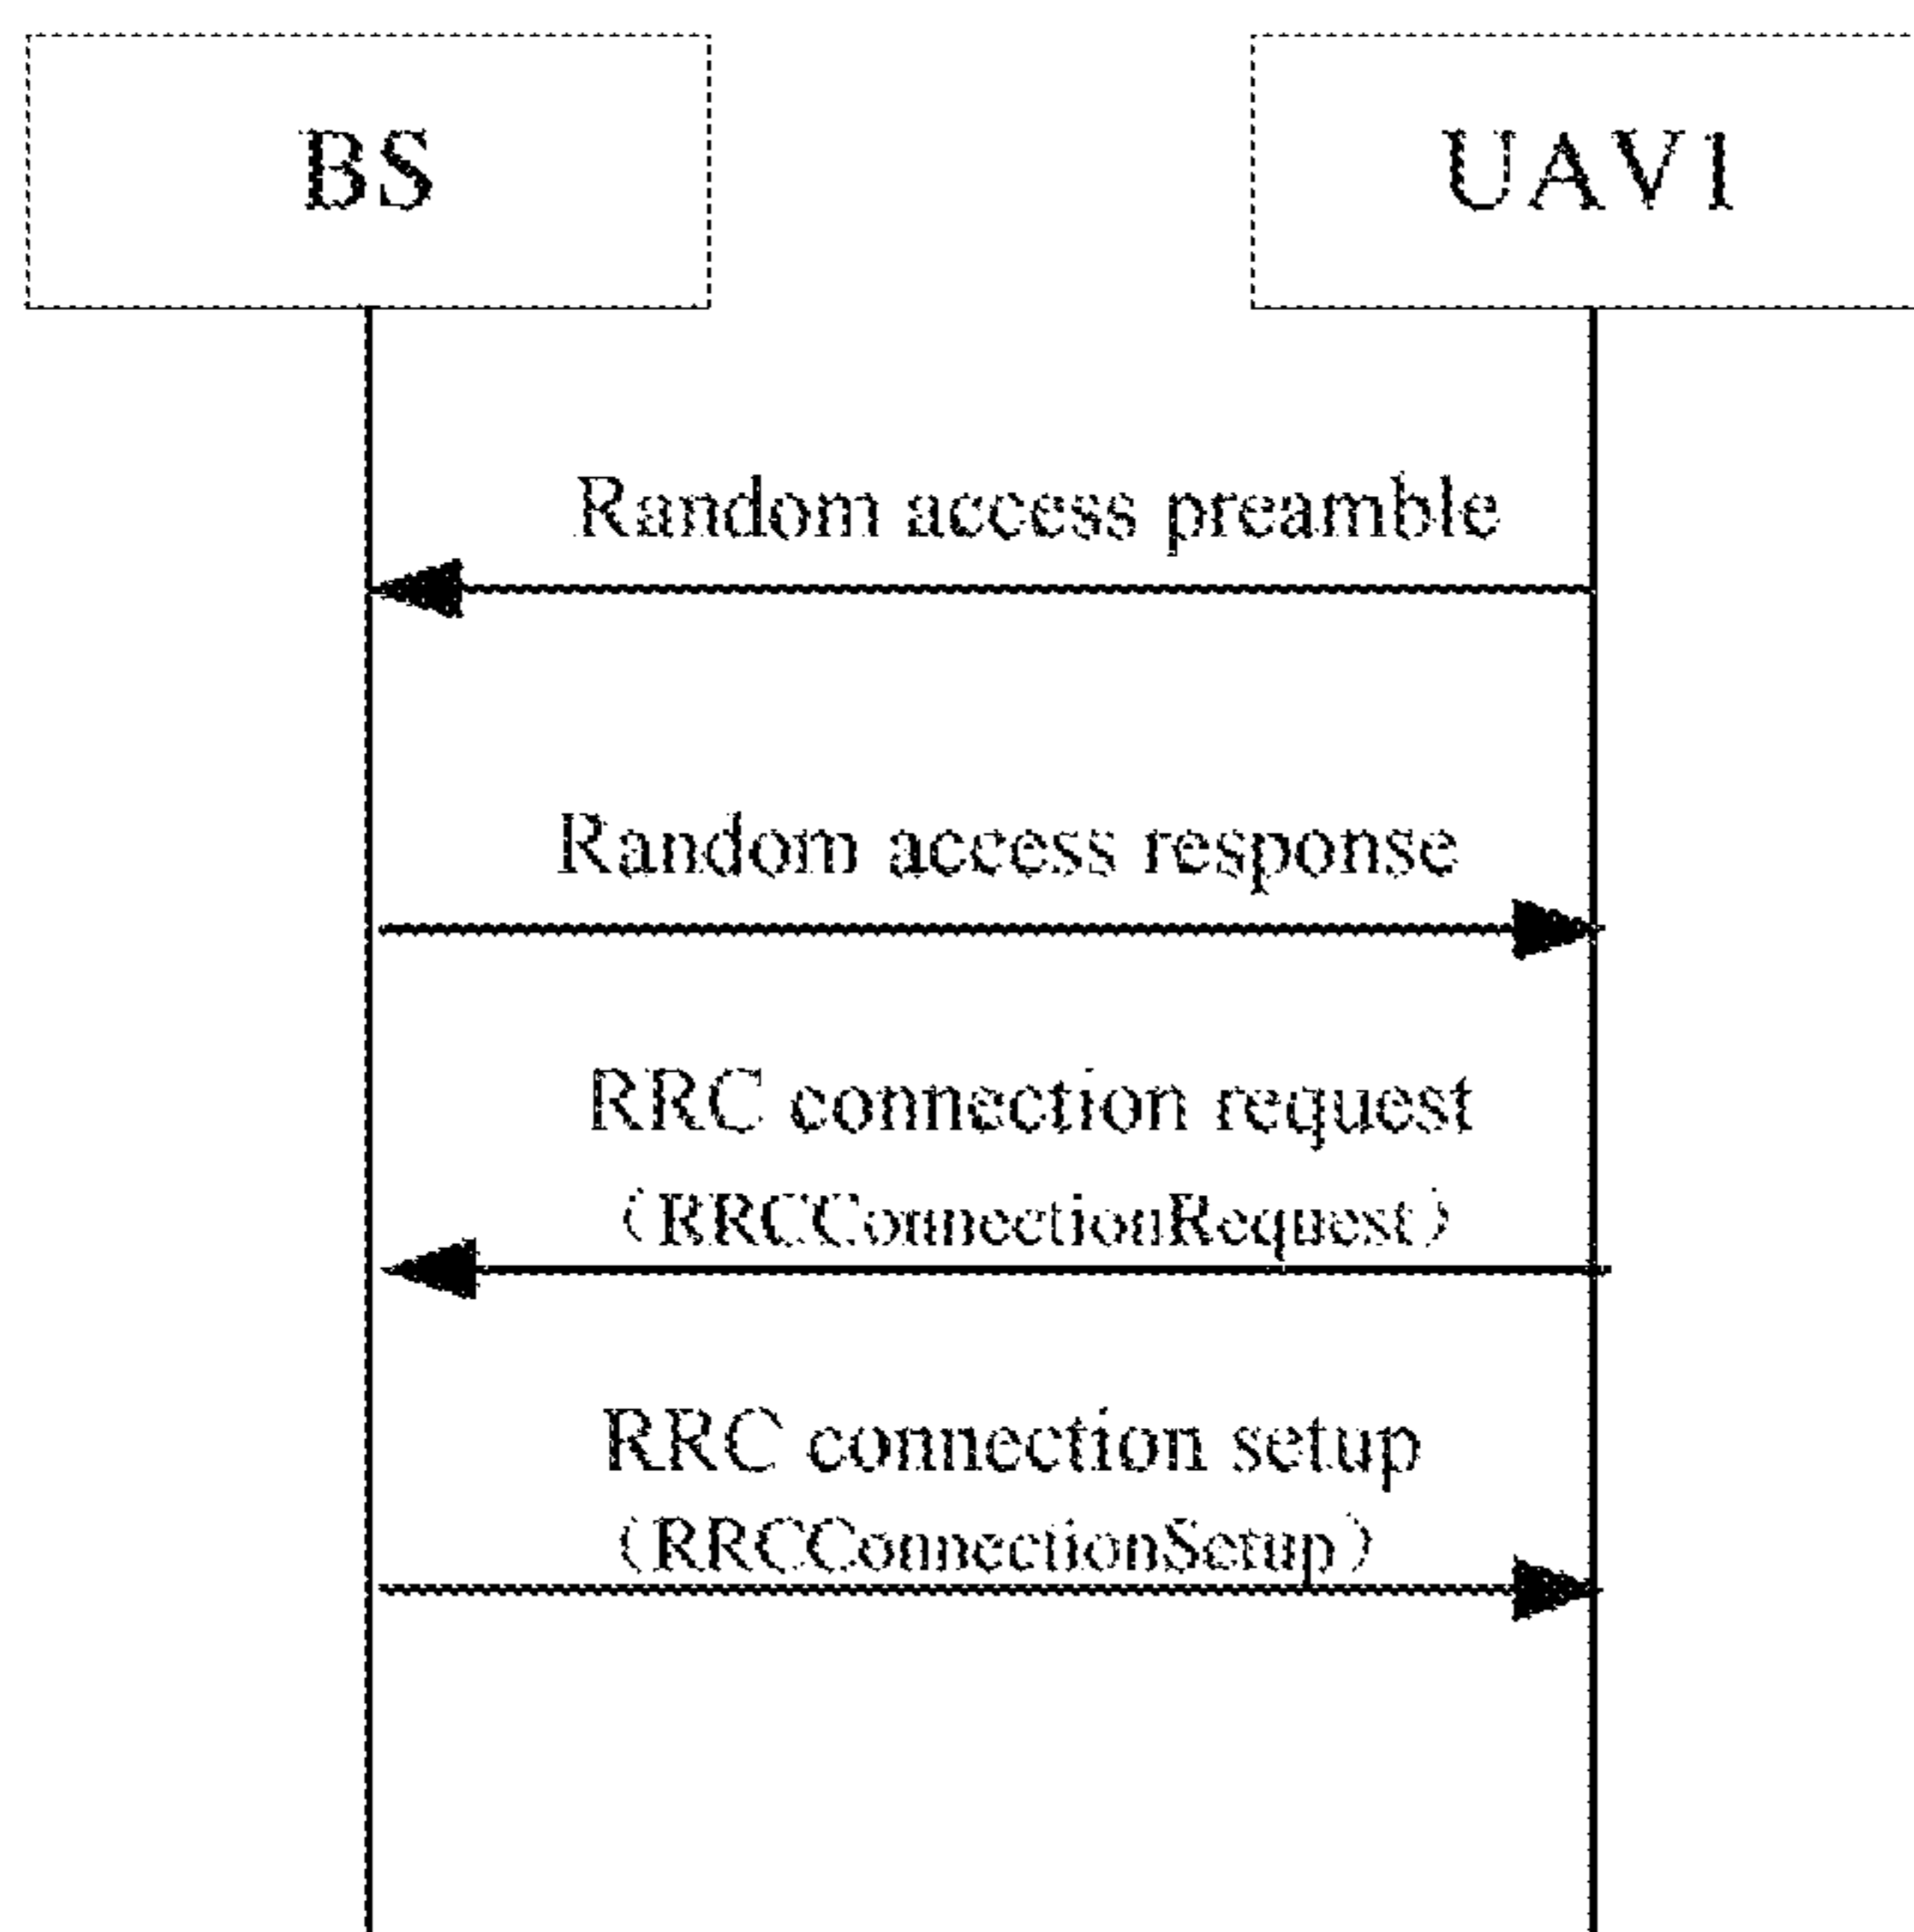 BS
UAV1
Random access preamble
Random access response
RRC connection request
（RRCConnectionRequest）
RRC connection setup
（RRCConnectionSetup）